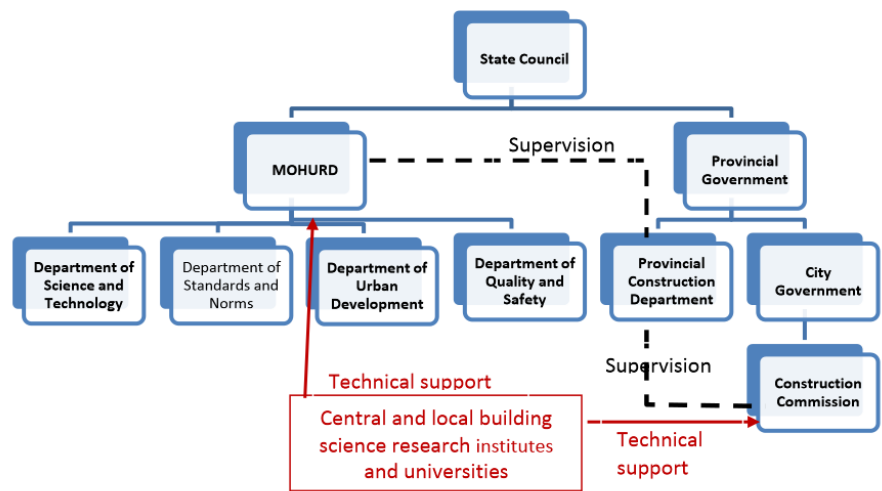 State Council
MOHURD
Supervision
Provincial
Government
Department of
Science and
Technology
Department of
Standards and
Norms
Department of
Urban
Development
Department of
Quality and
Safety
Provincial
Construction
Department
City
Government
Supervision
Construction
Commission
Technical support
Central and local building
science research institutes
and universities
Technical
support